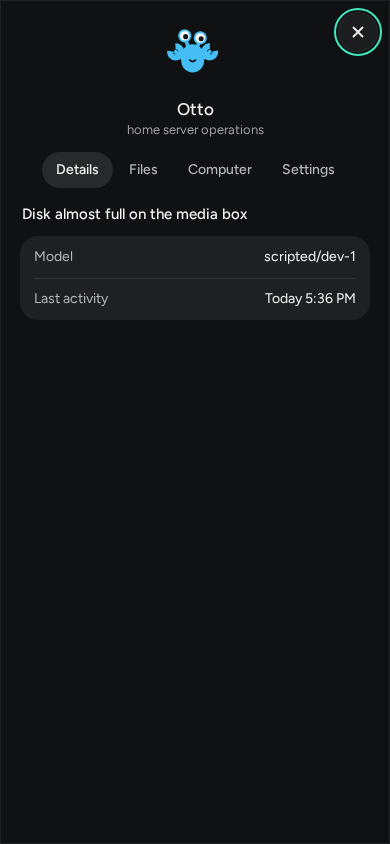 Otto
home server operations
Details Files Computer Settings
Disk almost full on the media box
Model scripted/dev-1
Last activity Today 5:36 PM